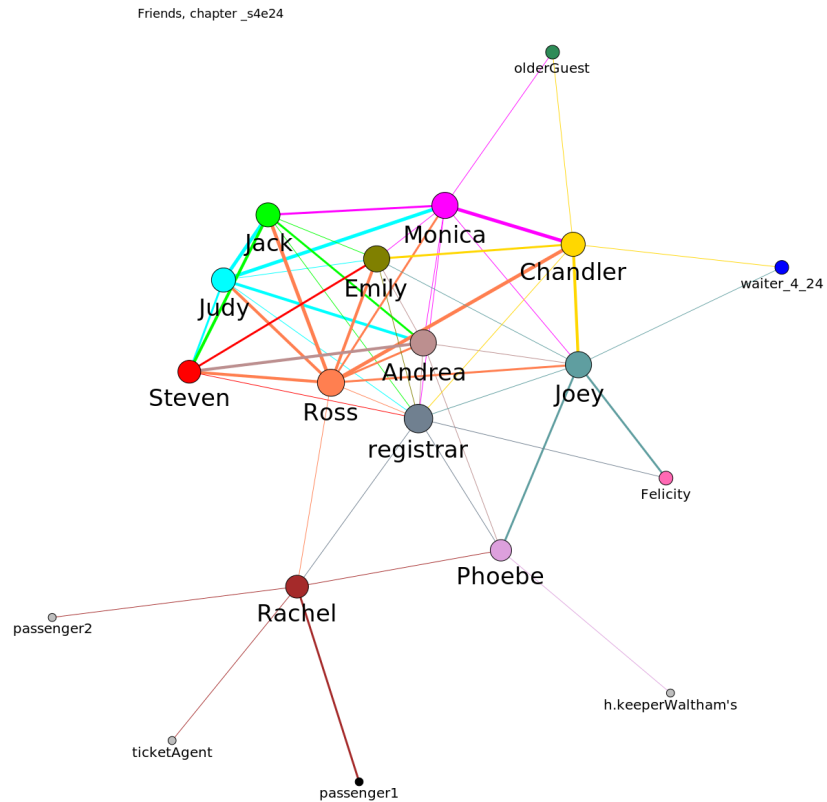 Friends, chapter _s4e24
olderGuest
Monica
Jack
Chandler
Emily
waiter_4_24
Judy
Andrea
Steven
Ross
Joey
registrar
Felicity
Phoebe
Rachel
passenger2
h.keeperWaltham's
ticketAgent
passenger1